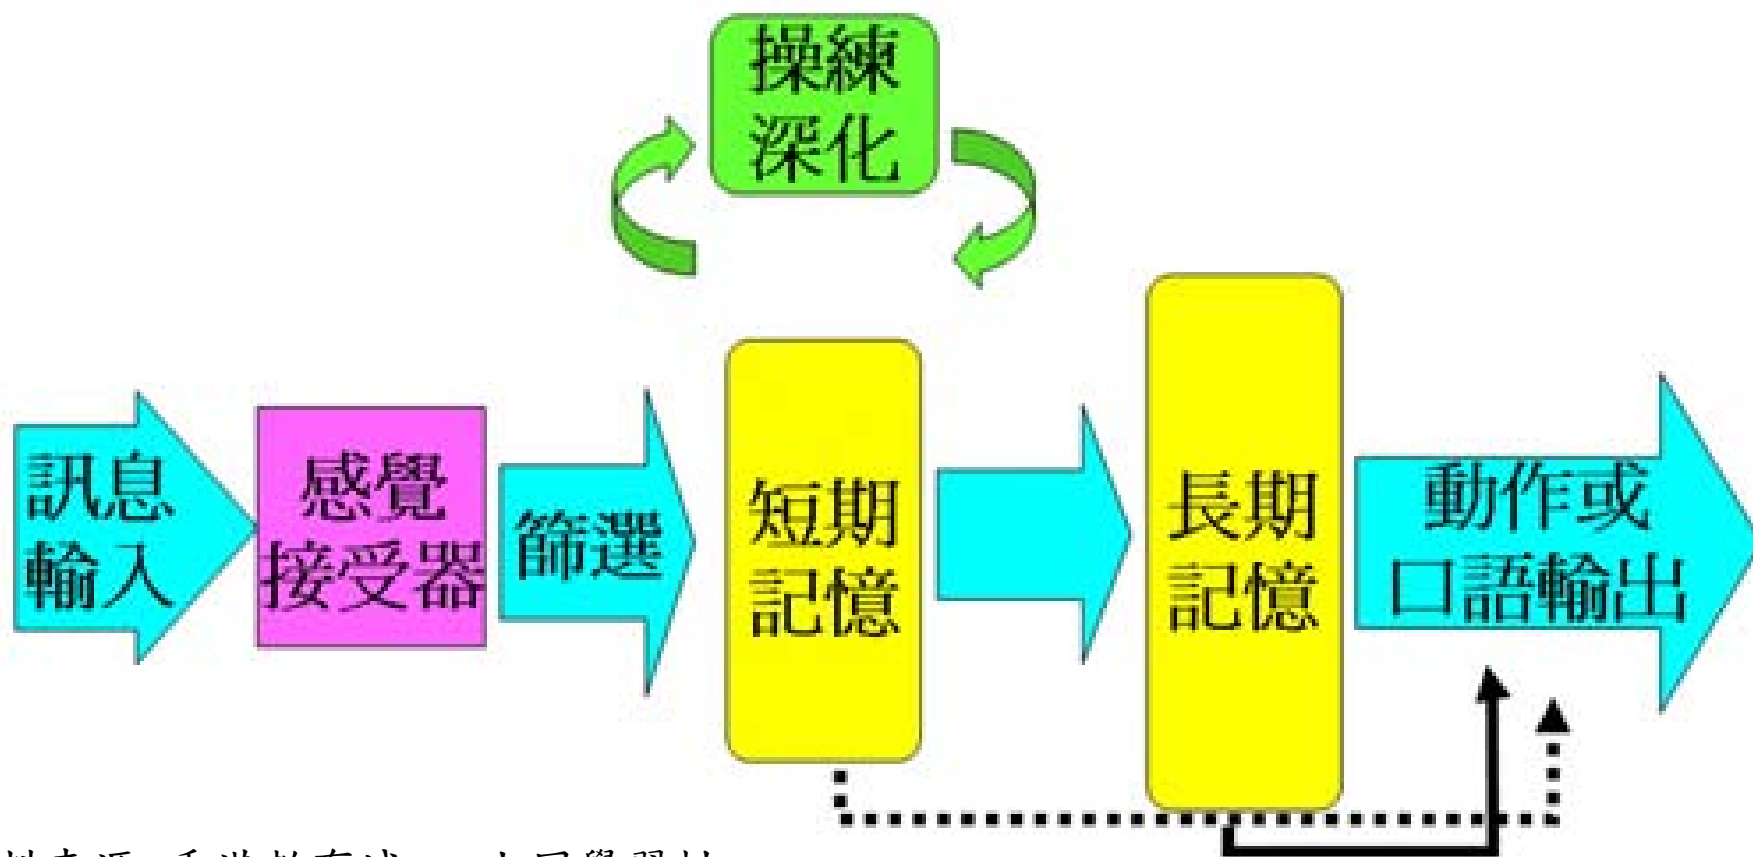 操練
深化
訊息
輸入
感覺
接受器
篩選
短期
記憶
長期
記憶
動作或
口語輸出